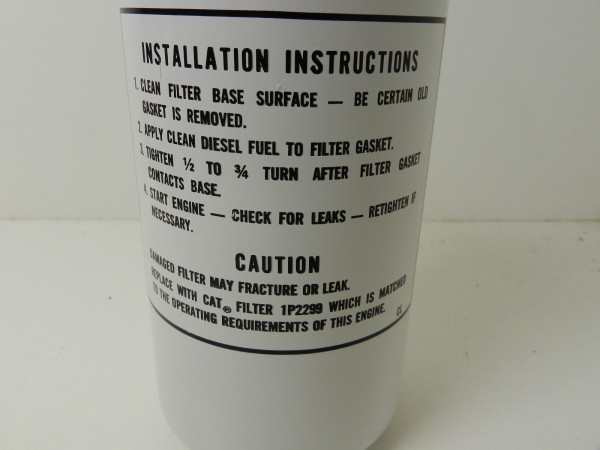 INSTALLATION INSTRUCTIONS
1. CLEAN FILTER BASE SURFACE — BE CERTAIN OLD
GASKET IS REMOVED.
2. APPLY CLEAN DIESEL FUEL TO FILTER GASKET.
3. TIGHTEN ½ TO ¾ TURN AFTER FILTER GASKET
CONTACTS BASE.
4. START ENGINE — CHECK FOR LEAKS — RETIGHTEN IF
NECESSARY.
CAUTION
DAMAGED FILTER MAY FRACTURE OR LEAK.
REPLACE WITH CAT® FILTER 1P2299 WHICH IS MATCHED
TO THE OPERATING REQUIREMENTS OF THIS ENGINE.